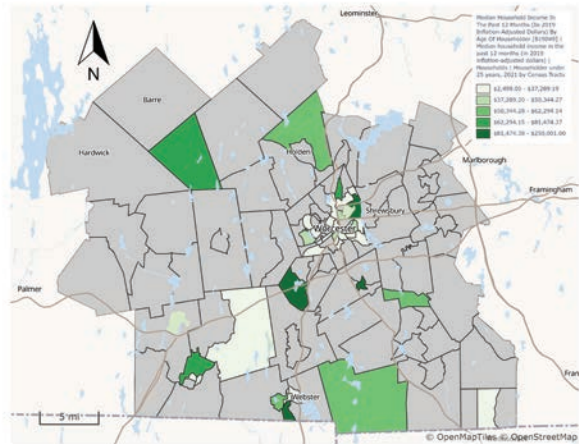 Median Household Income In
The Past 12 Months (In 2019
Inflation-Adjusted Dollars) By
Age Of Householder [B19049] |
Median household income in the
past 12 months (in 2019
inflation-adjusted dollars) |
Households | Householder under
25 years, 2021 by Census Tracts
$2,499.00 - $37,289.19
$37,289.20 - $50,344.27
$50,344.28 - $62,294.14
$62,294.15 - $81,474.37
$81,474.38 - $250,001.00
Leominster
N
Barre
Hardwick
Holden
Marlborough
Framingham
Shrewsbury
Worcester
Palmer
Webster
Fran
5 mi
© OpenMapTiles © OpenStreetMap